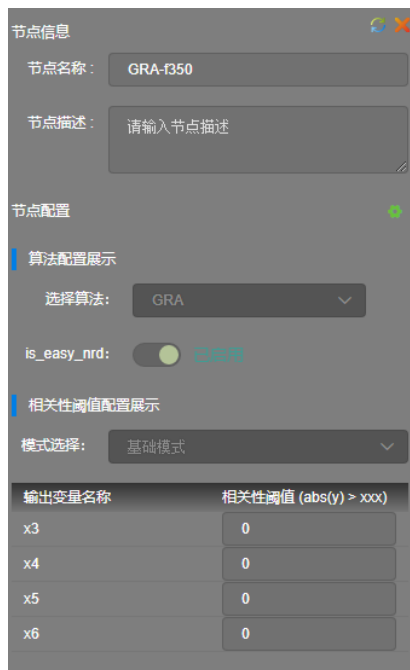 节点信息
节点名称 : GRA-f350
节点描述 : 请输入节点描述
节点配置
算法配置展示
选择算法: GRA
is_easy_nrd:
相关性阈值配置展示
模式选择: 基础模式
输出变量名称 相关性阈值 (abs(y) > xxx)
x3 0
x4 0
x5 0
x6 0